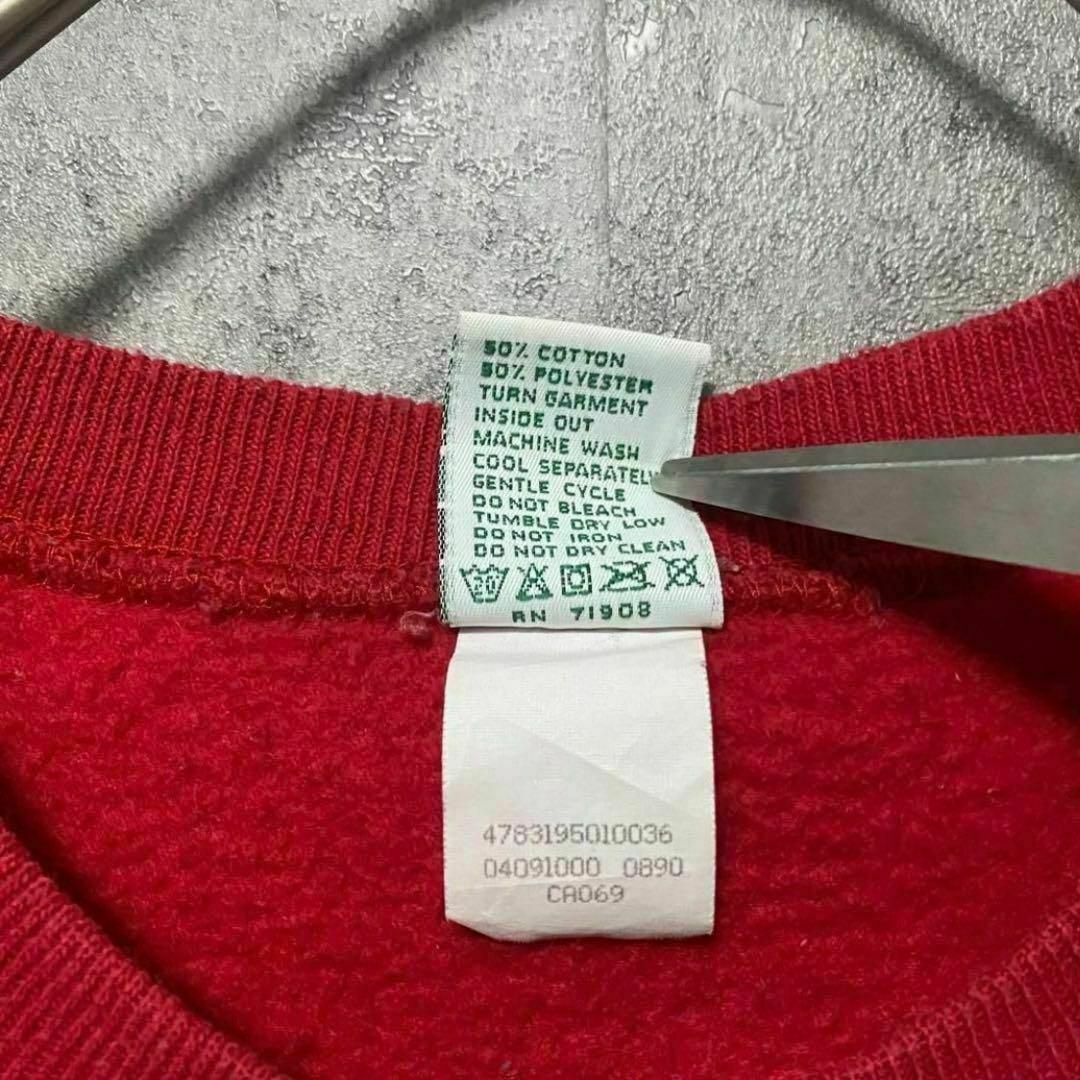 50% COTTON
50% POLYESTER
TURN GARMENT
INSIDE OUT
MACHINE WASH
COOL SEPARATELY
GENTLE CYCLE
DO NOT BLEACH
TUMBLE DRY LOW
DO NOT IRON
DO NOT DRY CLEAN
20
RN 71908
4783195010036
04091000 0890
CA069